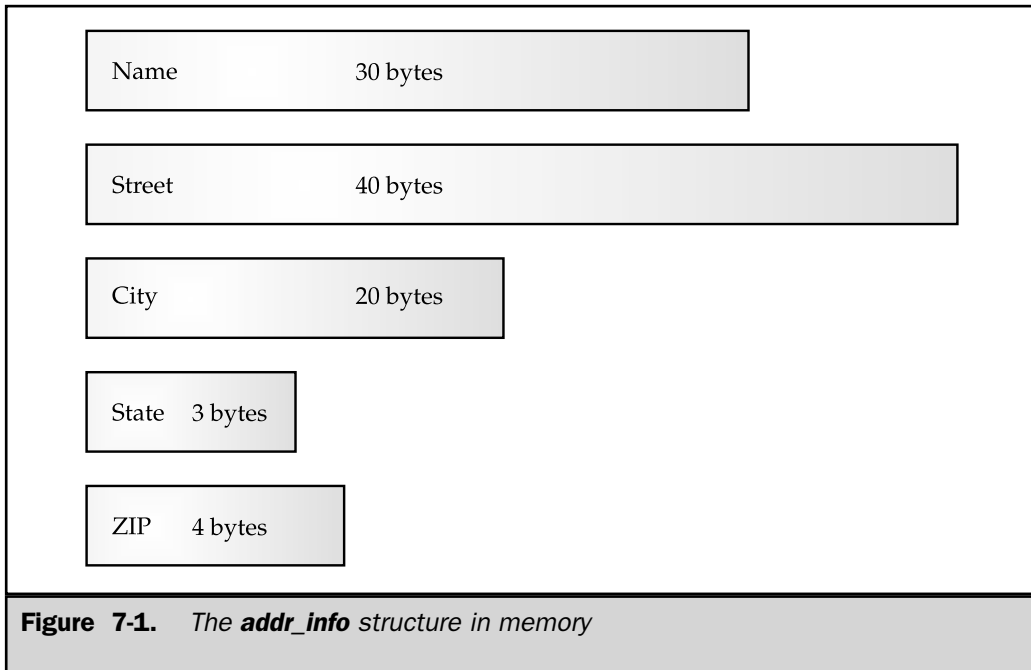 Name 30 bytes
Street 40 bytes
City 20 bytes
State 3 bytes
ZIP 4 bytes
Figure 7-1. The addr_info structure in memory